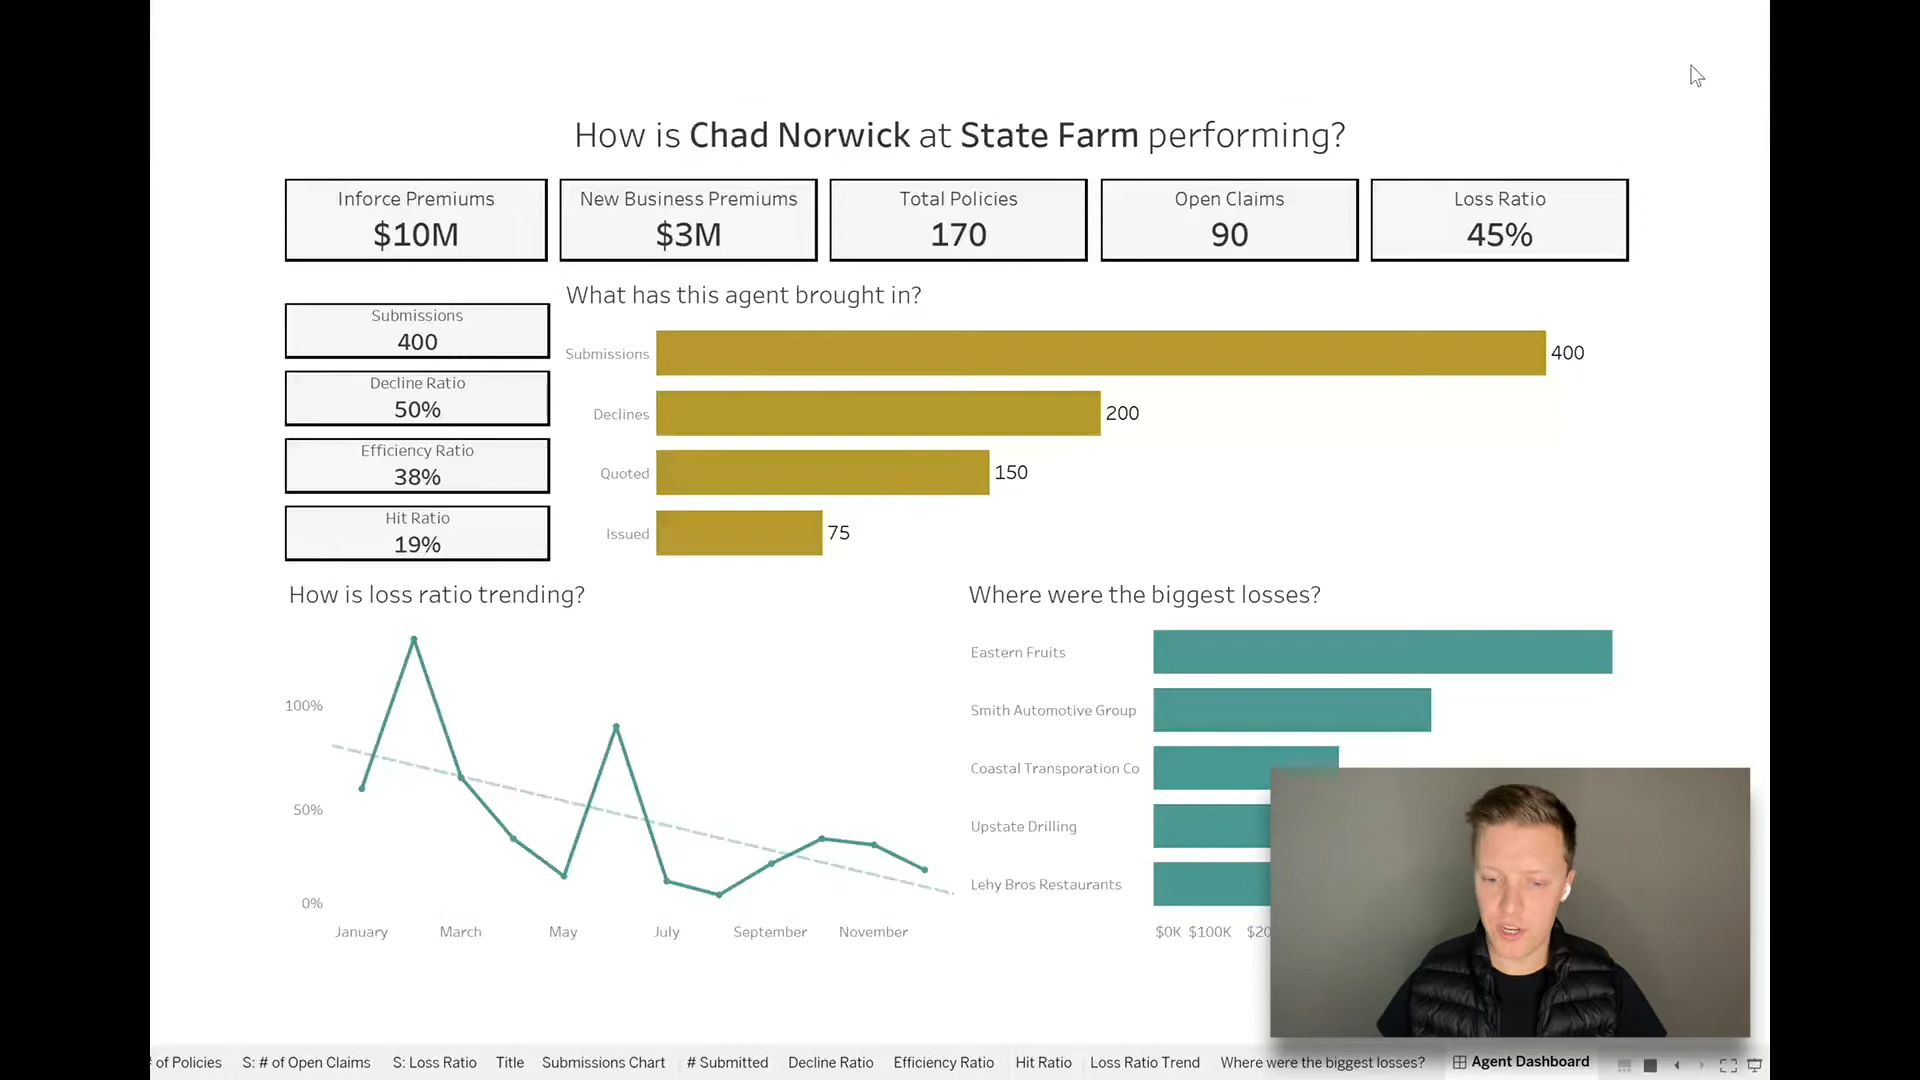 How is Chad Norwick at State Farm performing?
Inforce Premiums
$10M
New Business Premiums
$3M
Total Policies
170
Open Claims
90
Loss Ratio
45%
Submissions
400
Decline Ratio
50%
Efficiency Ratio
38%
Hit Ratio
19%
What has this agent brought in?
Submissions
400
Declines
200
Quoted
150
Issued
75
How is loss ratio trending?
100%
50%
0%
January March May July September November
Where were the biggest losses?
Eastern Fruits
Smith Automotive Group
Coastal Transporation Co
Upstate Drilling
Lehy Bros Restaurants
$0K $100K $20
# of Policies S: # of Open Claims S: Loss Ratio Title Submissions Chart # Submitted Decline Ratio Efficiency Ratio Hit Ratio Loss Ratio Trend Where were the biggest losses? Agent Dashboard